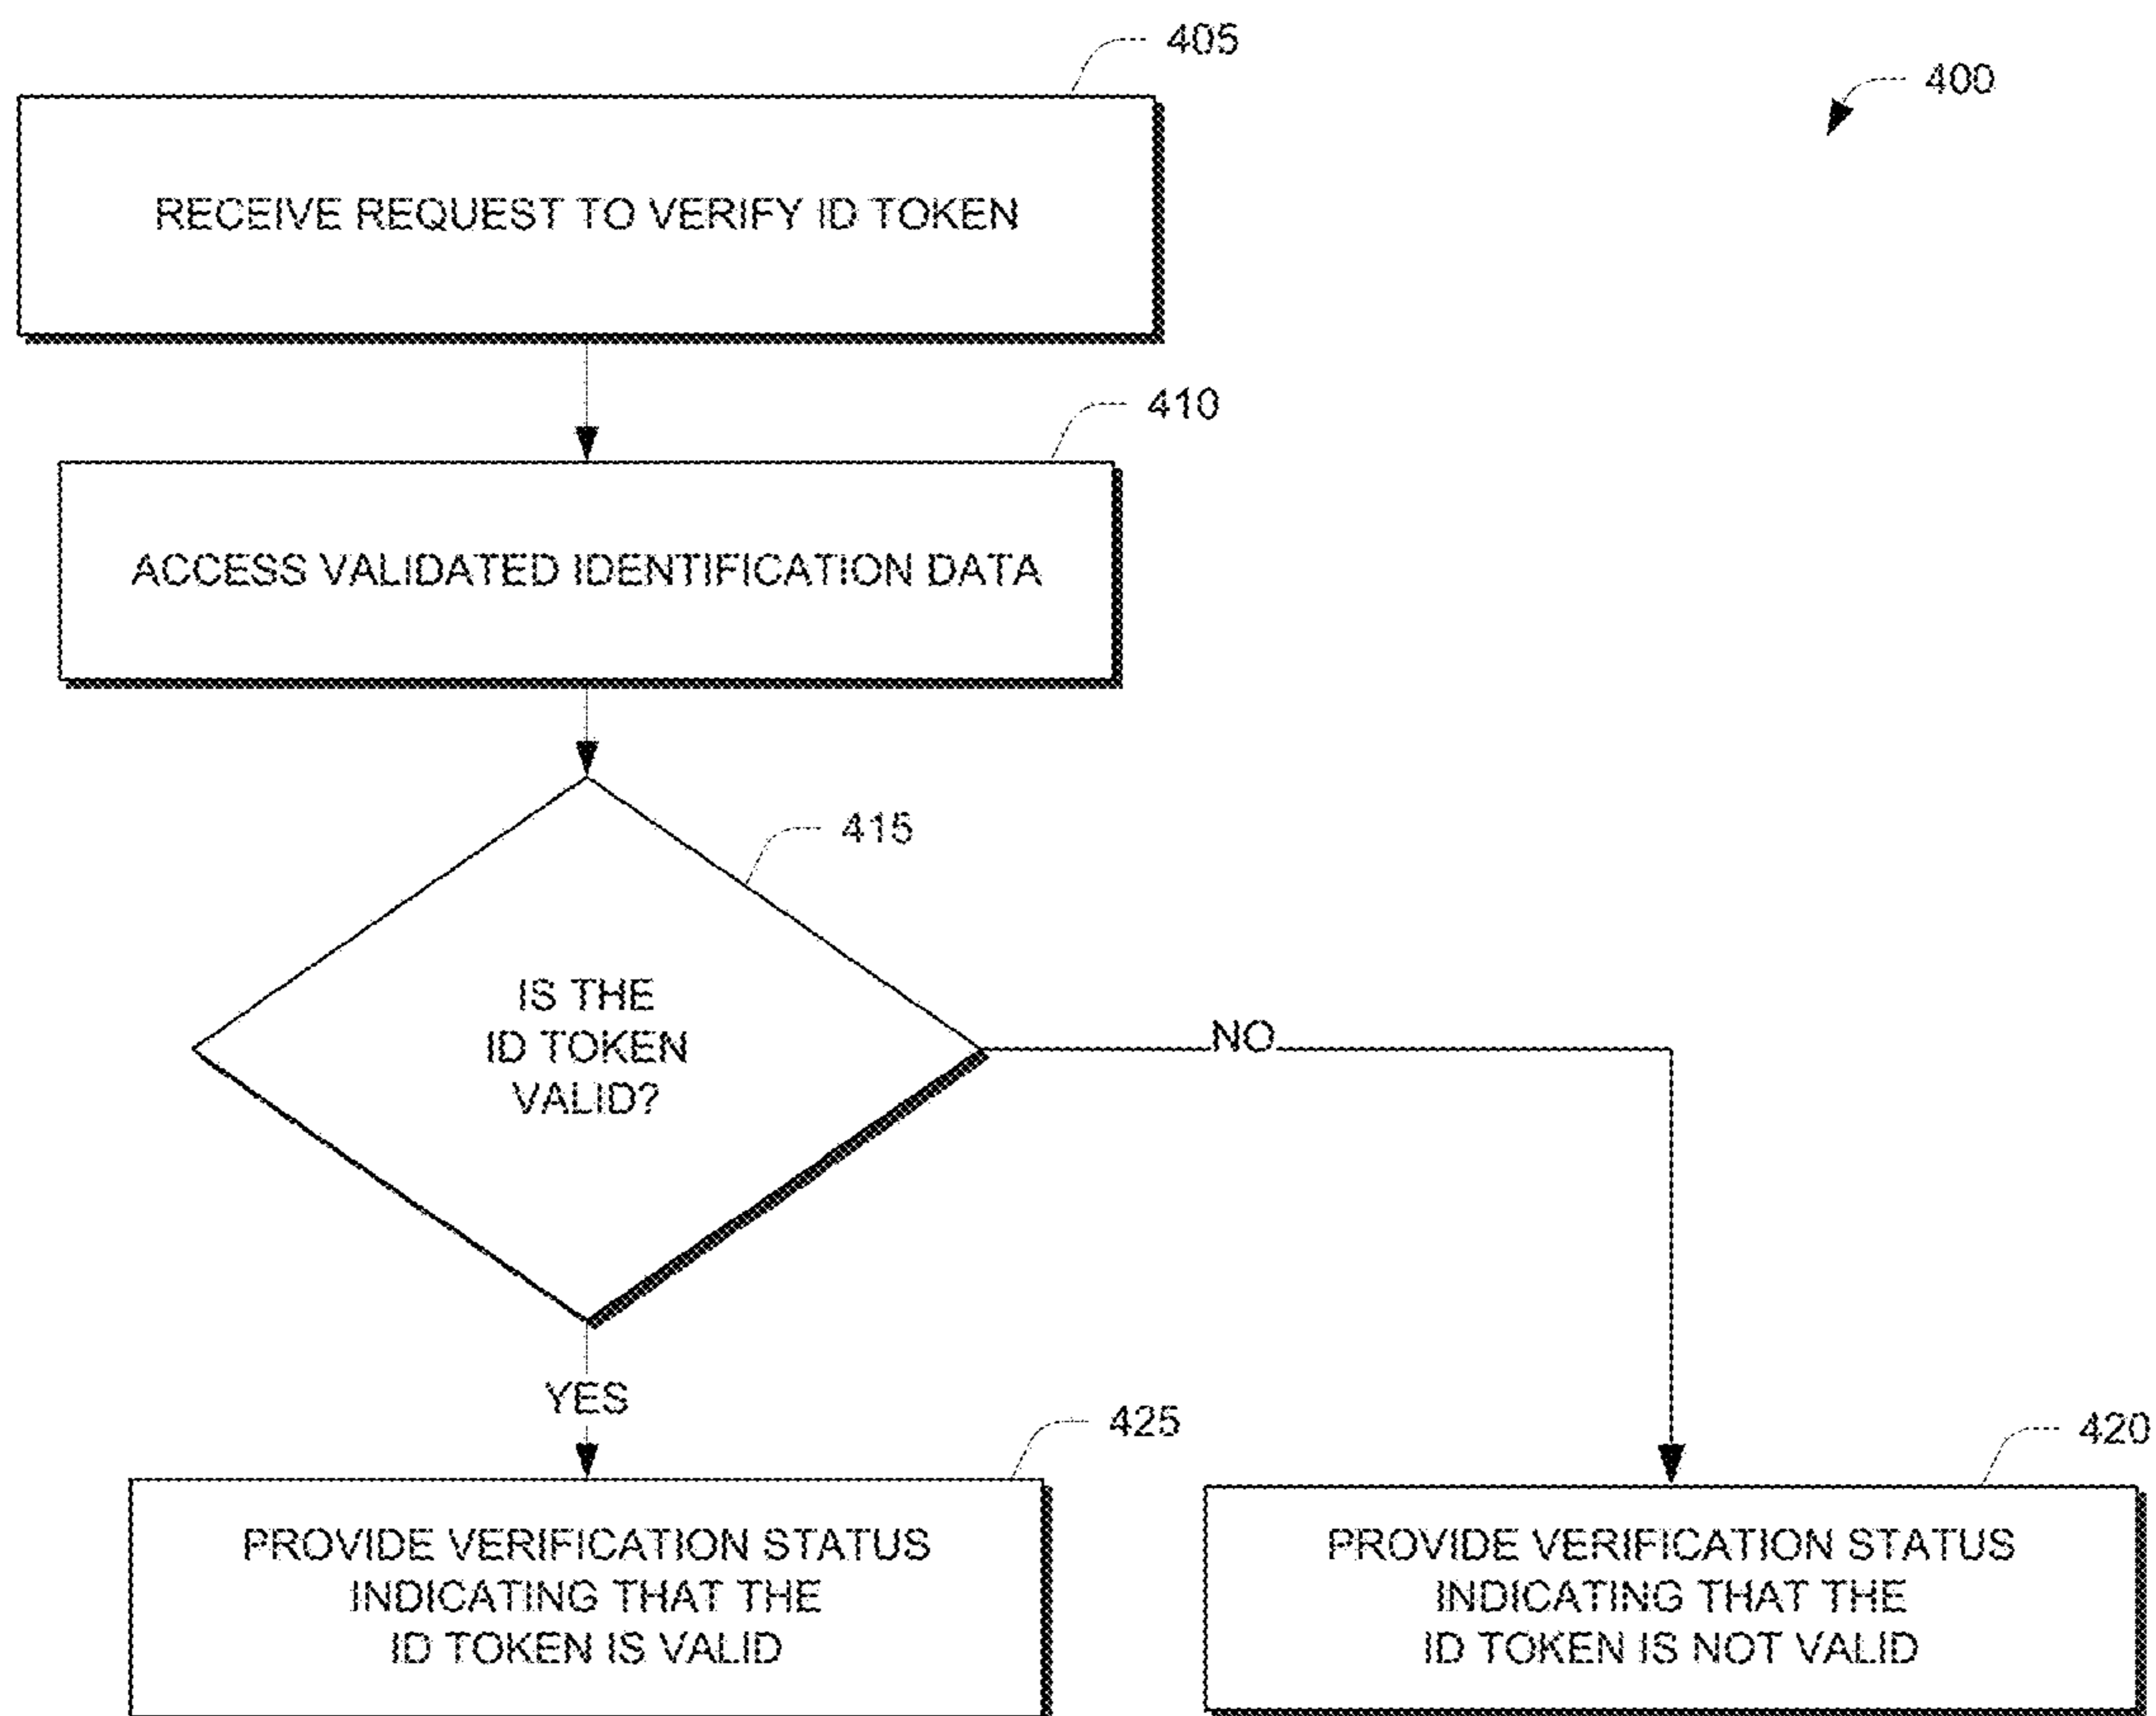 405
400
RECEIVE REQUEST TO VERIFY ID TOKEN
410
ACCESS VALIDATED IDENTIFICATION DATA
415
IS THE
ID TOKEN
VALID?
NO
YES
425
420
PROVIDE VERIFICATION STATUS
INDICATING THAT THE
ID TOKEN IS VALID
PROVIDE VERIFICATION STATUS
INDICATING THAT THE
ID TOKEN IS NOT VALID